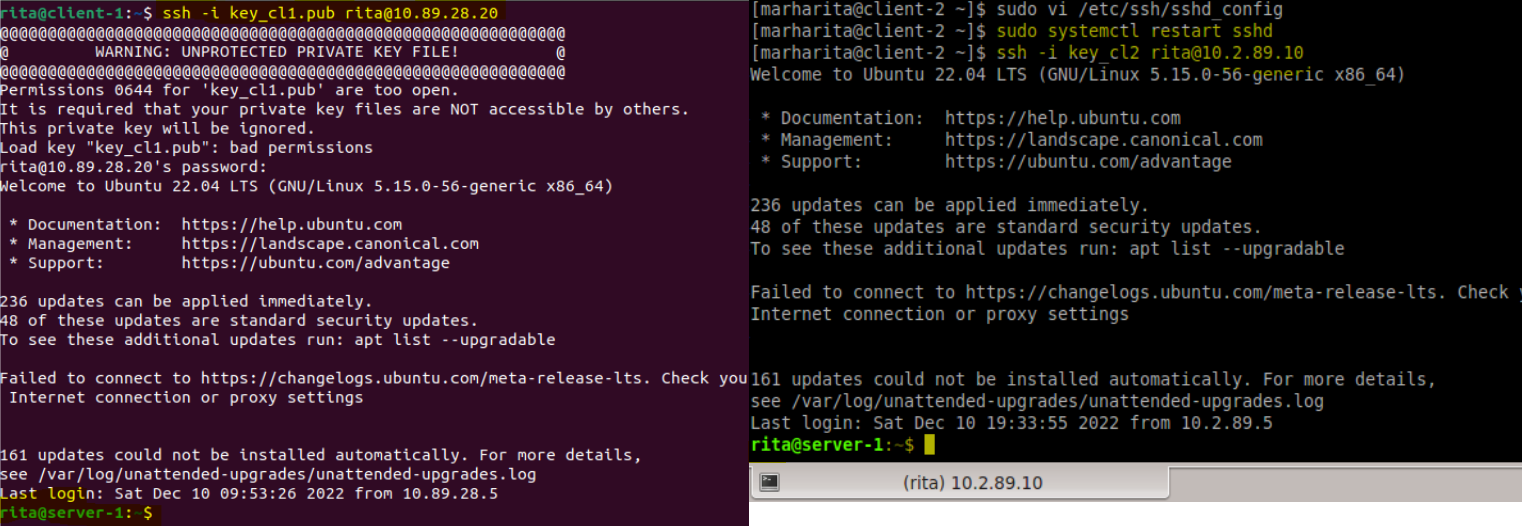 rita@client-1:~$ ssh -i key_cl1.pub rita@10.89.28.20
@@@@@@@@@@@@@@@@@@@@@@@@@@@@@@@@@@@@@@@@@@@@@@@@@@@@@@@@@@@
@         WARNING: UNPROTECTED PRIVATE KEY FILE!          @
@@@@@@@@@@@@@@@@@@@@@@@@@@@@@@@@@@@@@@@@@@@@@@@@@@@@@@@@@@@
Permissions 0644 for 'key_cl1.pub' are too open.
It is required that your private key files are NOT accessible by others.
This private key will be ignored.
Load key "key_cl1.pub": bad permissions
rita@10.89.28.20's password:
Welcome to Ubuntu 22.04 LTS (GNU/Linux 5.15.0-56-generic x86_64)
* Documentation:  https://help.ubuntu.com
* Management:     https://landscape.canonical.com
* Support:        https://ubuntu.com/advantage
236 updates can be applied immediately.
48 of these updates are standard security updates.
To see these additional updates run: apt list --upgradable
Failed to connect to https://changelogs.ubuntu.com/meta-release-lts. Check you
Internet connection or proxy settings
161 updates could not be installed automatically. For more details,
see /var/log/unattended-upgrades/unattended-upgrades.log
Last login: Sat Dec 10 09:53:26 2022 from 10.89.28.5
rita@server-1:~$
[marharita@client-2 ~]$ sudo vi /etc/ssh/sshd_config
[marharita@client-2 ~]$ sudo systemctl restart sshd
[marharita@client-2 ~]$ ssh -i key_cl2 rita@10.2.89.10
Welcome to Ubuntu 22.04 LTS (GNU/Linux 5.15.0-56-generic x86_64)
* Documentation:  https://help.ubuntu.com
* Management:     https://landscape.canonical.com
* Support:        https://ubuntu.com/advantage
236 updates can be applied immediately.
48 of these updates are standard security updates.
To see these additional updates run: apt list --upgradable
Failed to connect to https://changelogs.ubuntu.com/meta-release-lts. Check y
Internet connection or proxy settings
161 updates could not be installed automatically. For more details,
see /var/log/unattended-upgrades/unattended-upgrades.log
Last login: Sat Dec 10 19:33:55 2022 from 10.2.89.5
rita@server-1:~$
(rita) 10.2.89.10